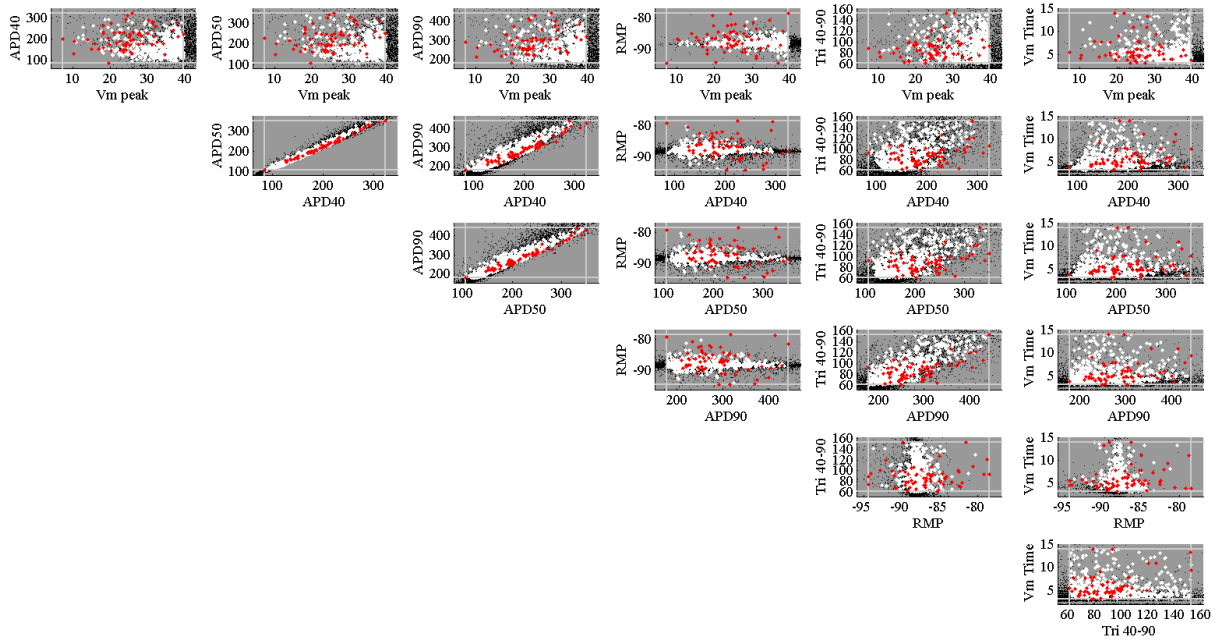 APD40
300
200
100
10 20 30 40
Vm peak
APD50
300
200
100
10 20 30 40
Vm peak
APD90
400
300
200
10 20 30 40
Vm peak
RMP
-80
-90
10 20 30 40
Vm peak
Tri 40-90
160
140
120
100
80
60
10 20 30 40
Vm peak
Vm Time
15
10
5
10 20 30 40
Vm peak
APD50
300
200
100
100 200 300
APD40
APD90
400
300
200
100 200 300
APD40
RMP
-80
-90
100 200 300
APD40
Tri 40-90
160
140
120
100
80
60
100 200 300
APD40
Vm Time
15
10
5
100 200 300
APD40
APD90
400
300
200
100 200 300
APD50
RMP
-80
-90
100 200 300
APD50
Tri 40-90
160
140
120
100
80
60
100 200 300
APD50
Vm Time
15
10
5
100 200 300
APD50
RMP
-80
-90
200 300 400
APD90
Tri 40-90
160
140
120
100
80
60
200 300 400
APD90
Vm Time
15
10
5
200 300 400
APD90
Tri 40-90
160
140
120
100
80
60
-95 -90 -85 -80
RMP
Vm Time
15
10
5
-95 -90 -85 -80
RMP
Vm Time
15
10
5
60 80 100 120 140 160
Tri 40-90